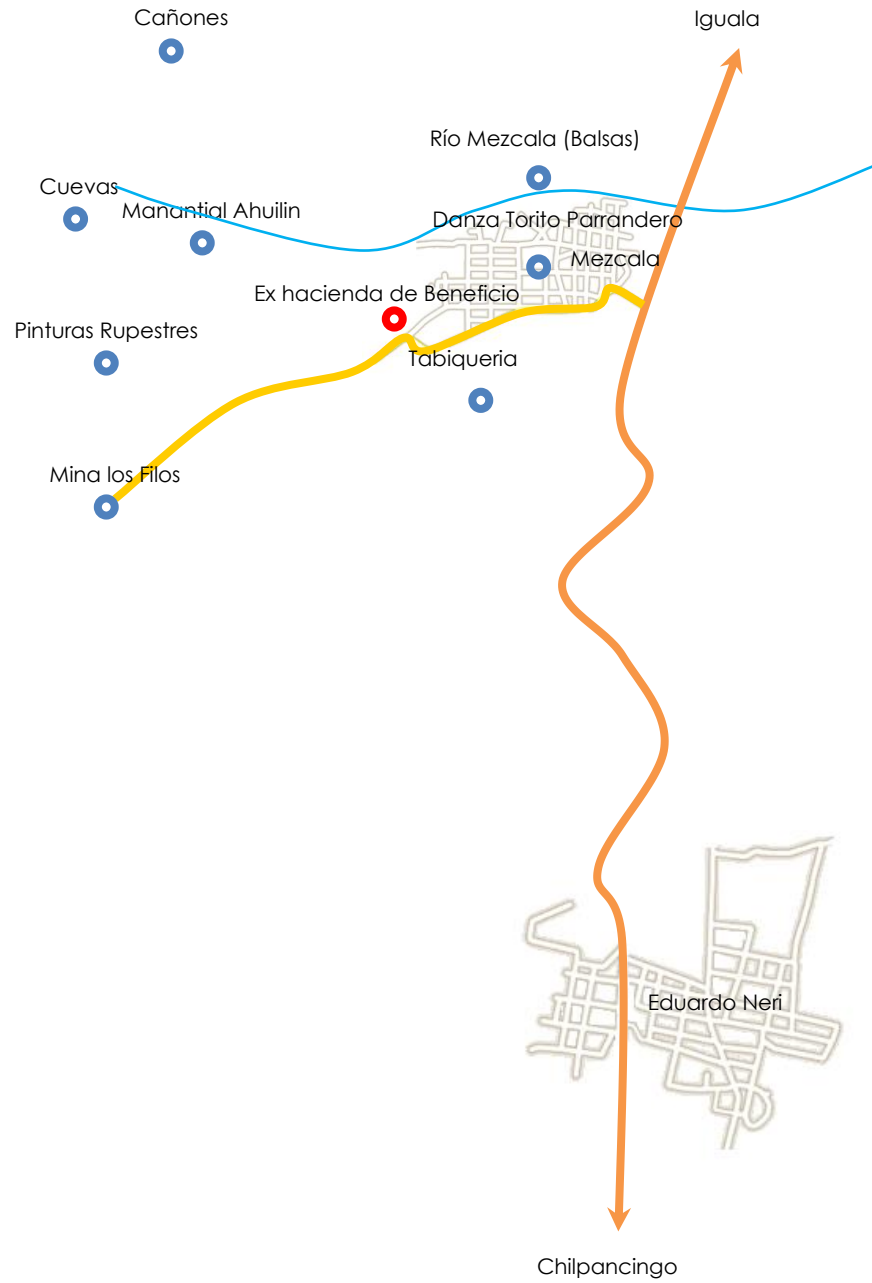 Cañones
Iguala
Río Mezcala (Balsas)
Cuevas
Manantial Ahuilin
Danza Torito Parrandero
Mezcala
Ex hacienda de Beneficio
Pinturas Rupestres
Tabiqueria
Mina los Filos
Eduardo Neri
Chilpancingo